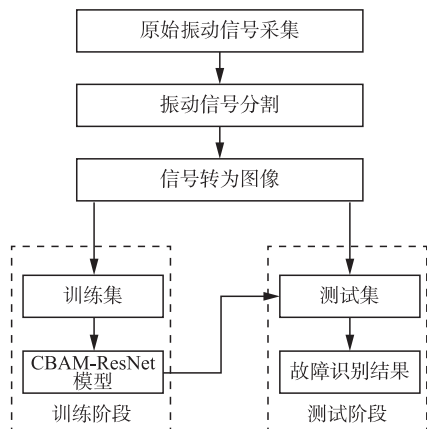 原始振动信号采集
振动信号分割
信号转为图像
训练集
CBAM-ResNet
模型
训练阶段
测试集
故障识别结果
测试阶段